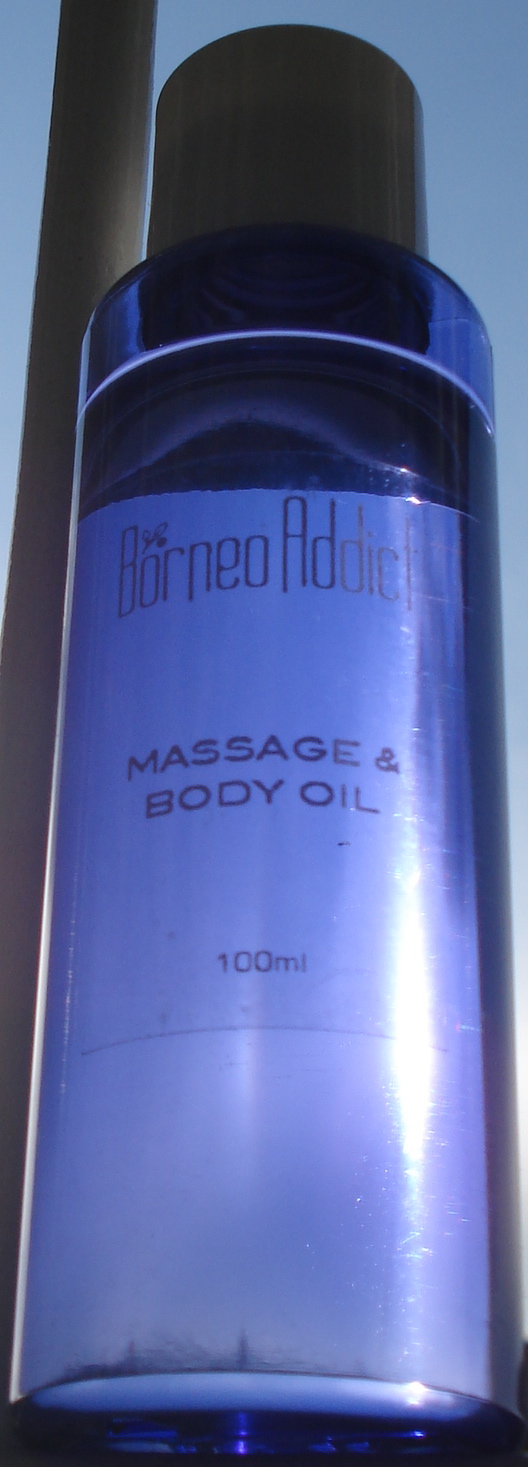 Borneo Addict
MASSAGE &
BODY OIL
100ml